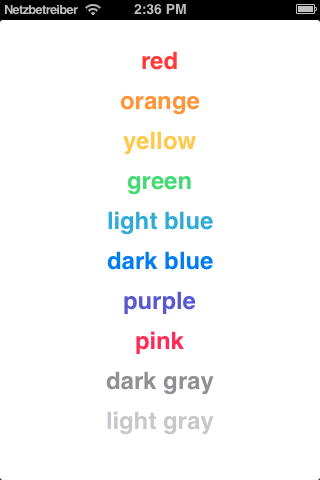 Netzbetreiber 2:36 PM
red
orange
yellow
green
light blue
dark blue
purple
pink
dark gray
light gray